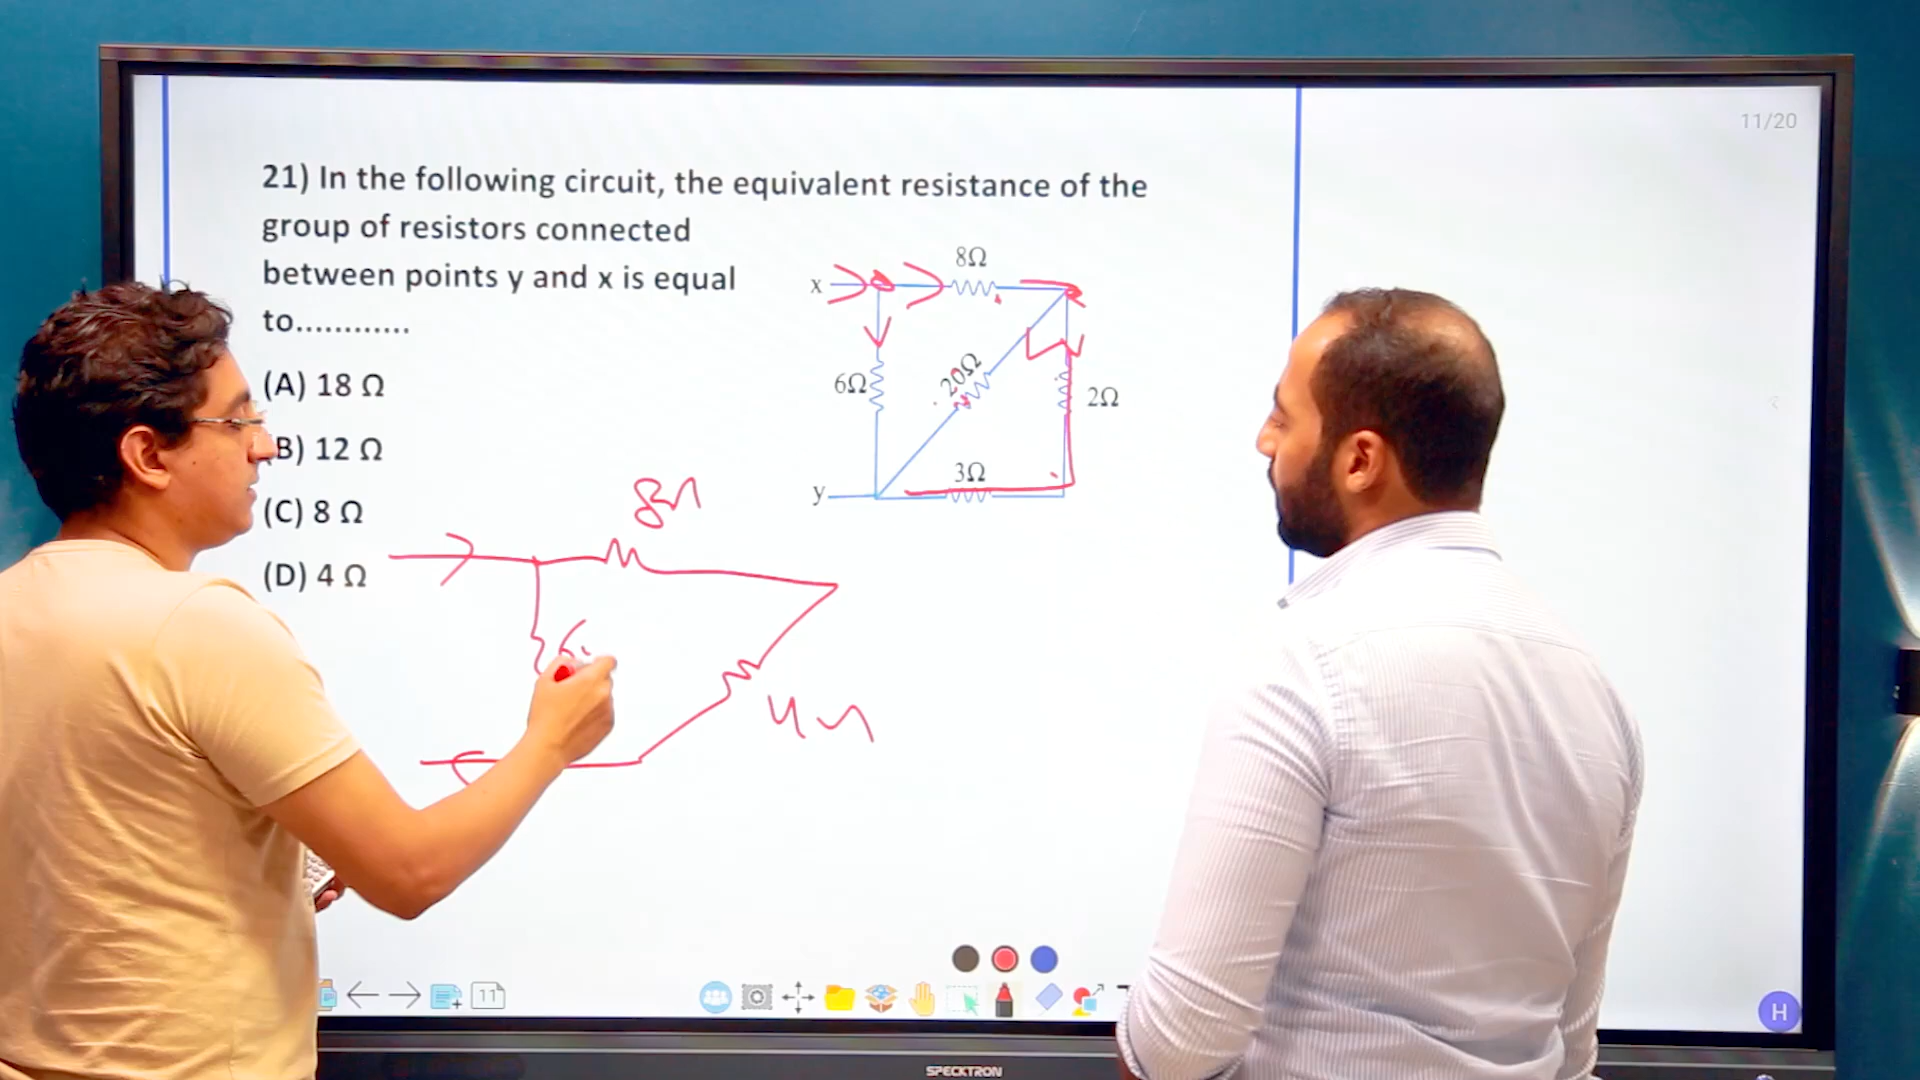 11/20
21) In the following circuit, the equivalent resistance of the
group of resistors connected
between points y and x is equal
to............
(A) 18 Ω
B) 12 Ω
(C) 8 Ω
(D) 4 Ω
8Ω
x
6Ω
20Ω
2Ω
3Ω
y
8Ω
6
4Ω
11
H
SPECKTRON